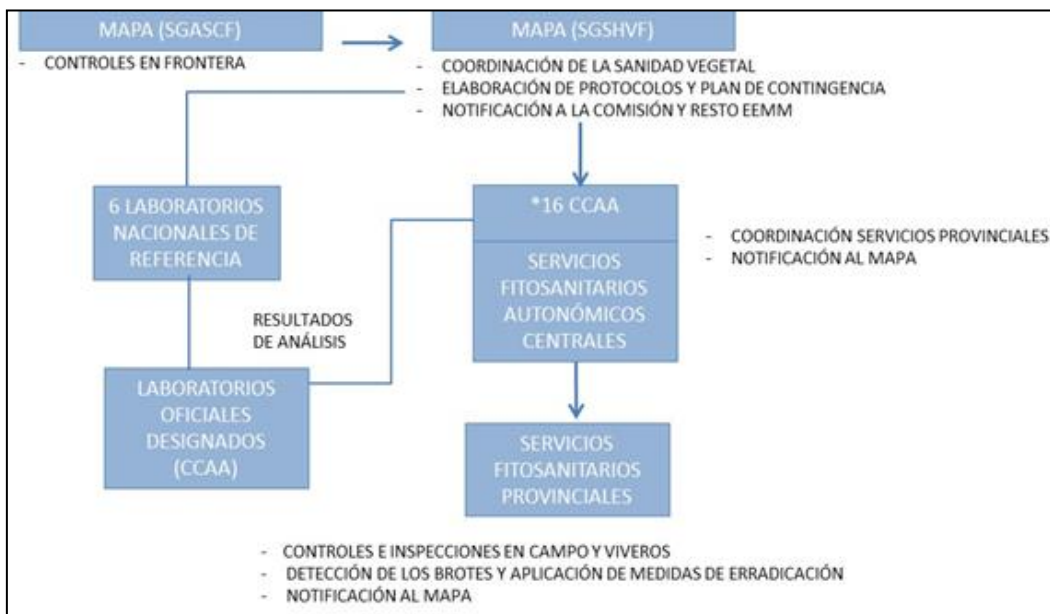 MAPA (SGASCF)
MAPA (SGSHVF)
- CONTROLES EN FRONTERA
- COORDINACIÓN DE LA SANIDAD VEGETAL
- ELABORACIÓN DE PROTOCOLOS Y PLAN DE CONTINGENCIA
- NOTIFICACIÓN A LA COMISIÓN Y RESTO EEMM
6 LABORATORIOS
NACIONALES DE
REFERENCIA
*16 CCAA
SERVICIOS
FITOSANITARIOS
AUTONÓMICOS
CENTRALES
- COORDINACIÓN SERVICIOS PROVINCIALES
- NOTIFICACIÓN AL MAPA
RESULTADOS
DE ANÁLISIS
LABORATORIOS
OFICIALES
DESIGNADOS
(CCAA)
SERVICIOS
FITOSANITARIOS
PROVINCIALES
- CONTROLES E INSPECCIONES EN CAMPO Y VIVEROS
- DETECCIÓN DE LOS BROTES Y APLICACIÓN DE MEDIDAS DE ERRADICACIÓN
- NOTIFICACIÓN AL MAPA